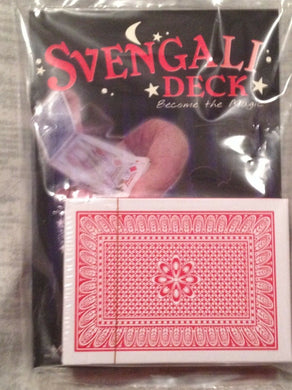 SVENGALI
DECK
Become the Magic